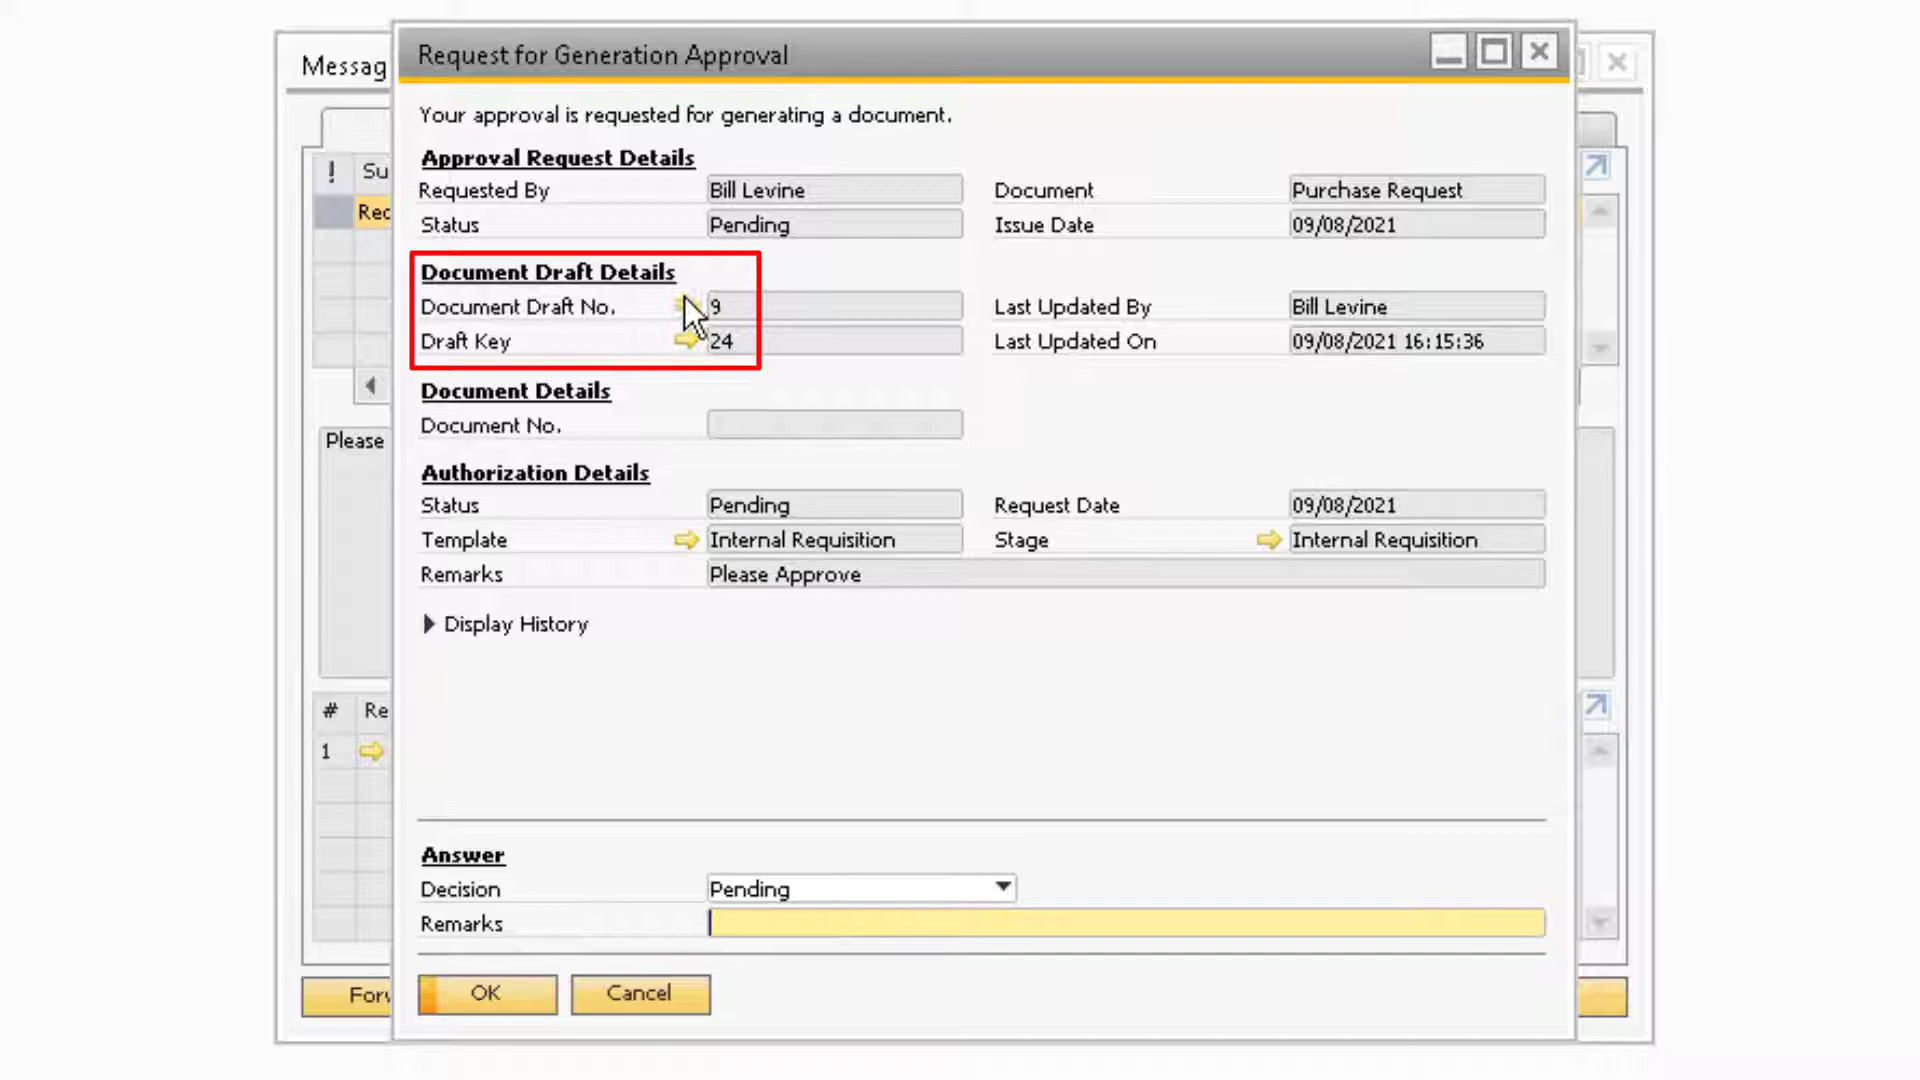 Messag
Request for Generation Approval
Your approval is requested for generating a document.
Approval Request Details
Requested By Bill Levine Document Purchase Request
Status Pending Issue Date 09/08/2021
Document Draft Details
Document Draft No. 9 Last Updated By Bill Levine
Draft Key 24 Last Updated On 09/08/2021 16:15:36
Document Details
Document No.
Authorization Details
Status Pending Request Date 09/08/2021
Template Internal Requisition Stage Internal Requisition
Remarks Please Approve
Display History
Answer
Decision Pending
Remarks
OK Cancel
! Su
Rec
Please
# Re
1
Forv